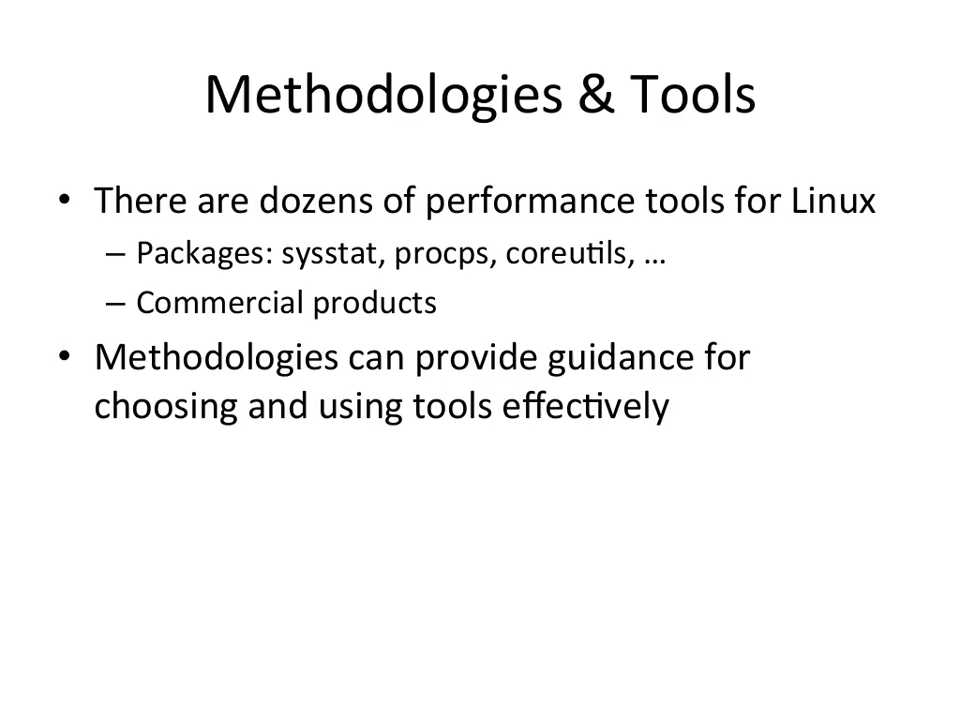 Methodologies & Tools
• There are dozens of performance tools for Linux
– Packages: sysstat, procps, coreutils, …
– Commercial products
• Methodologies can provide guidance for
choosing and using tools effectively